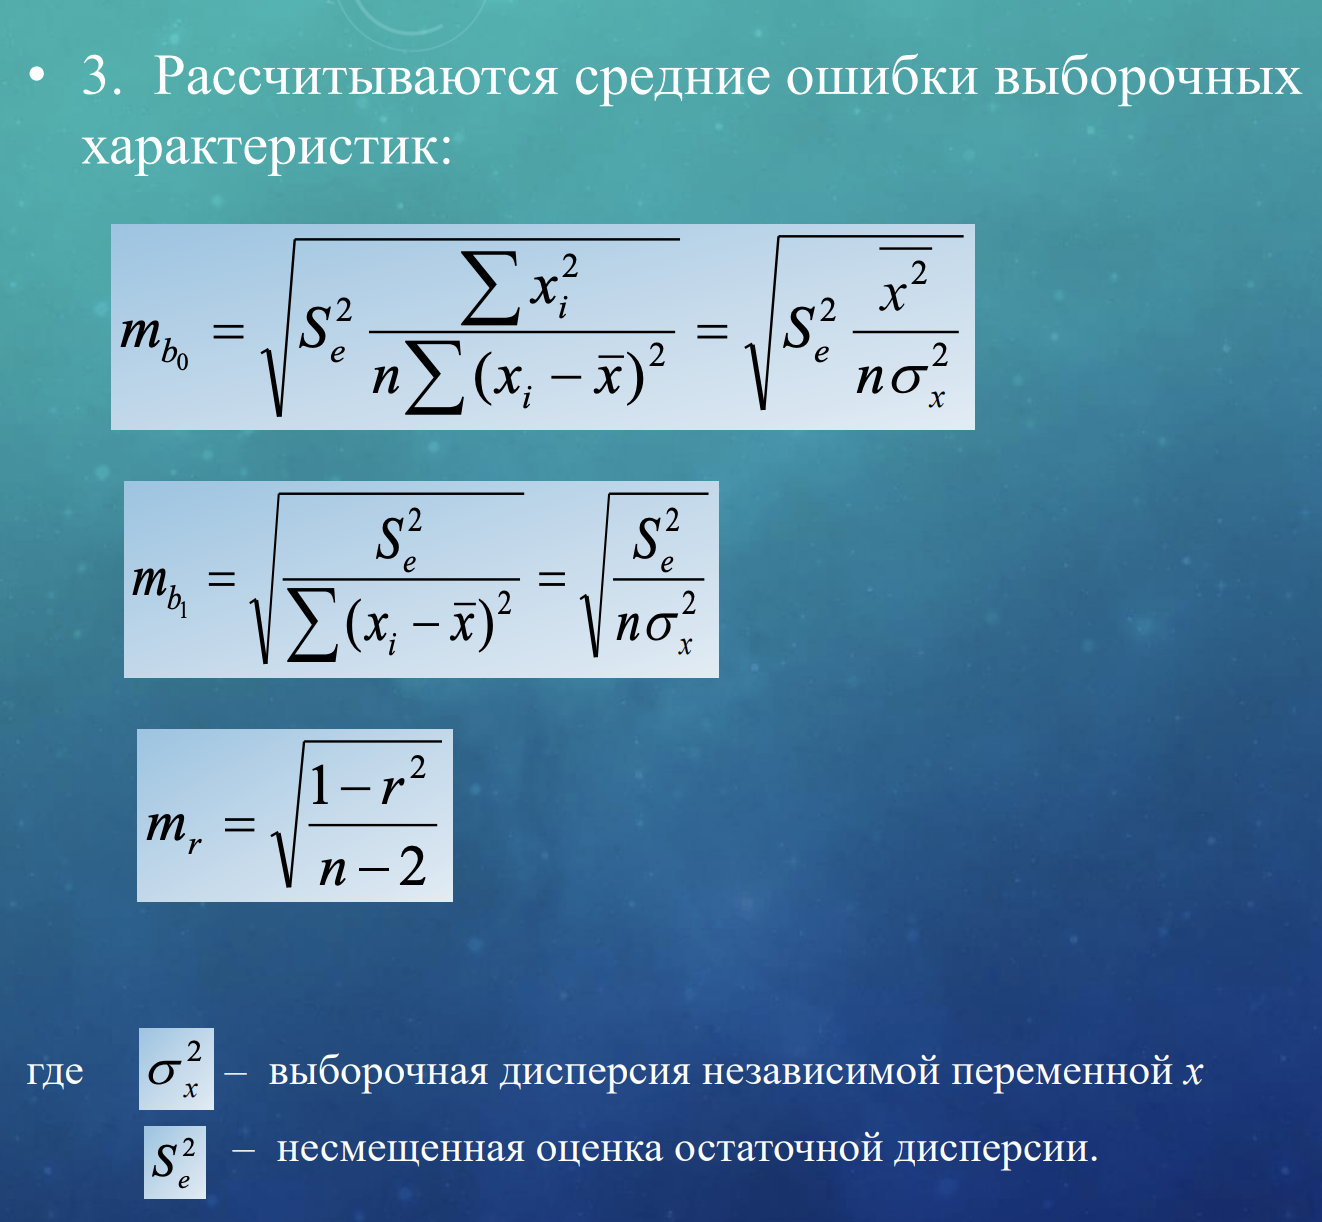 • 3. Рассчитываются средние ошибки выборочных
характеристик:
$m_{b_0} = \sqrt{S_e^2 \frac{\sum x_i^2}{n \sum (x_i - \overline{x})^2}} = \sqrt{S_e^2 \frac{\overline{x^2}}{n \sigma_x^2}}$
$m_{b_1} = \sqrt{\frac{S_e^2}{\sum (x_i - \overline{x})^2}} = \sqrt{\frac{S_e^2}{n \sigma_x^2}}$
$m_r = \sqrt{\frac{1 - r^2}{n - 2}}$
где $\sigma_x^2$ – выборочная дисперсия независимой переменной x
$S_e^2$ – несмещенная оценка остаточной дисперсии.